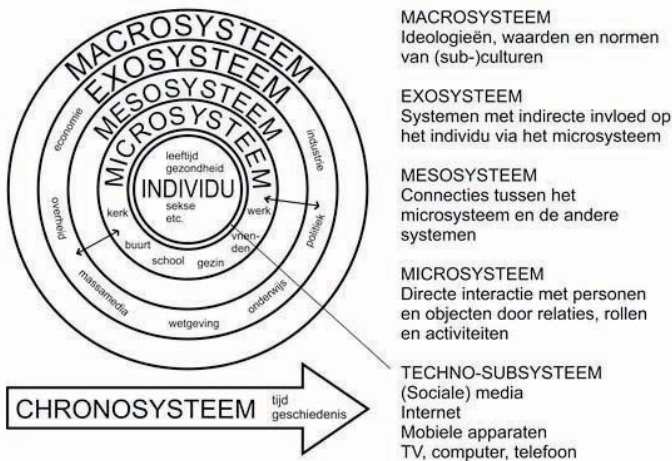 MACROSYSTEEM
EXOSYSTEEM
MESOSYSTEEM
MICROSYSTEEM
leeftijd
gezondheid
INDIVIDU
sekse
etc.
kerk
buurt
school
gezin
vrien-
den
werk
economie
overheid
massamedia
wetgeving
onderwijs
politiek
industrie
CHRONOSYSTEEM
tijd
geschiedenis
MACROSYSTEEM
Ideologieën, waarden en normen
van (sub-)culturen
EXOSYSTEEM
Systemen met indirecte invloed op
het individu via het microsysteem
MESOSYSTEEM
Connecties tussen het
microsysteem en de andere
systemen
MICROSYSTEEM
Directe interactie met personen
en objecten door relaties, rollen
en activiteiten
TECHNO-SUBSYSTEEM
(Sociale) media
Internet
Mobiele apparaten
TV, computer, telefoon